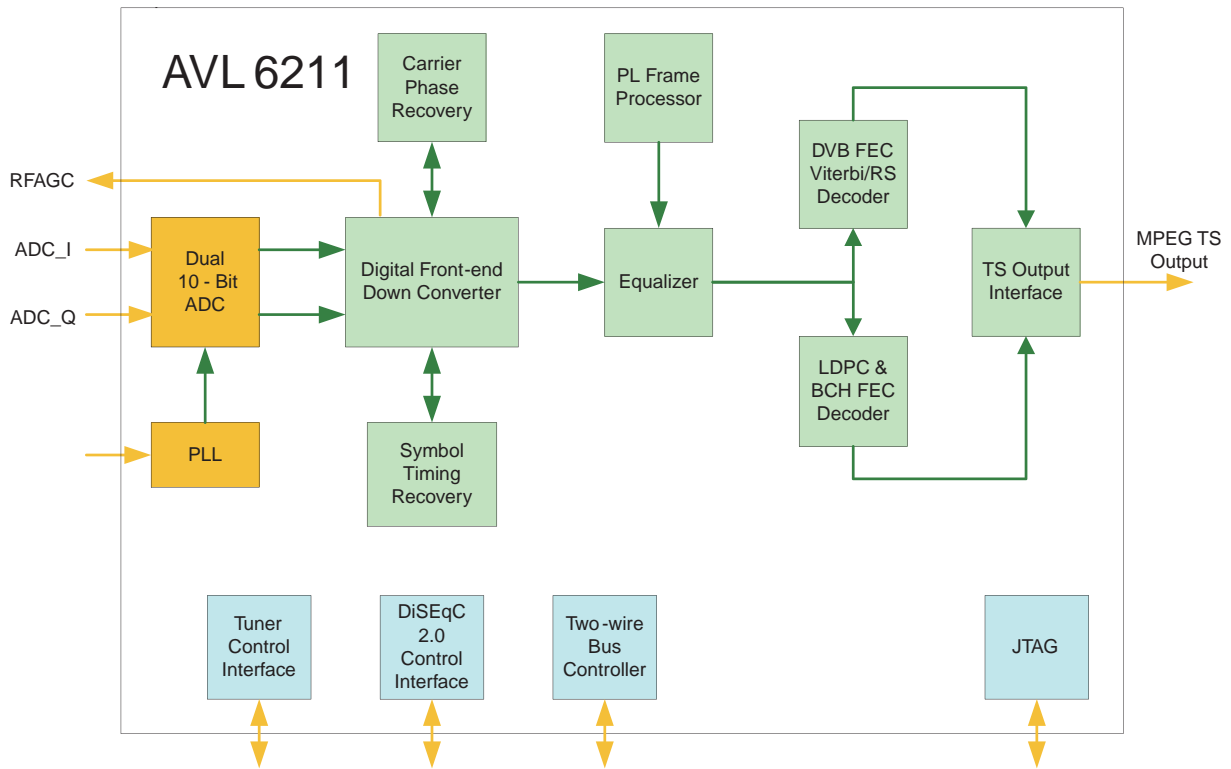 AVL 6211
Carrier
Phase
Recovery
PL Frame
Processor
DVB FEC
Viterbi/RS
Decoder
RFAGC
ADC_I
ADC_Q
Dual
10 - Bit
ADC
Digital Front-end
Down Converter
Equalizer
TS Output
Interface
MPEG TS
Output
LDPC &
BCH FEC
Decoder
PLL
Symbol
Timing
Recovery
Tuner
Control
Interface
DiSEqC
2.0
Control
Interface
Two-wire
Bus
Controller
JTAG